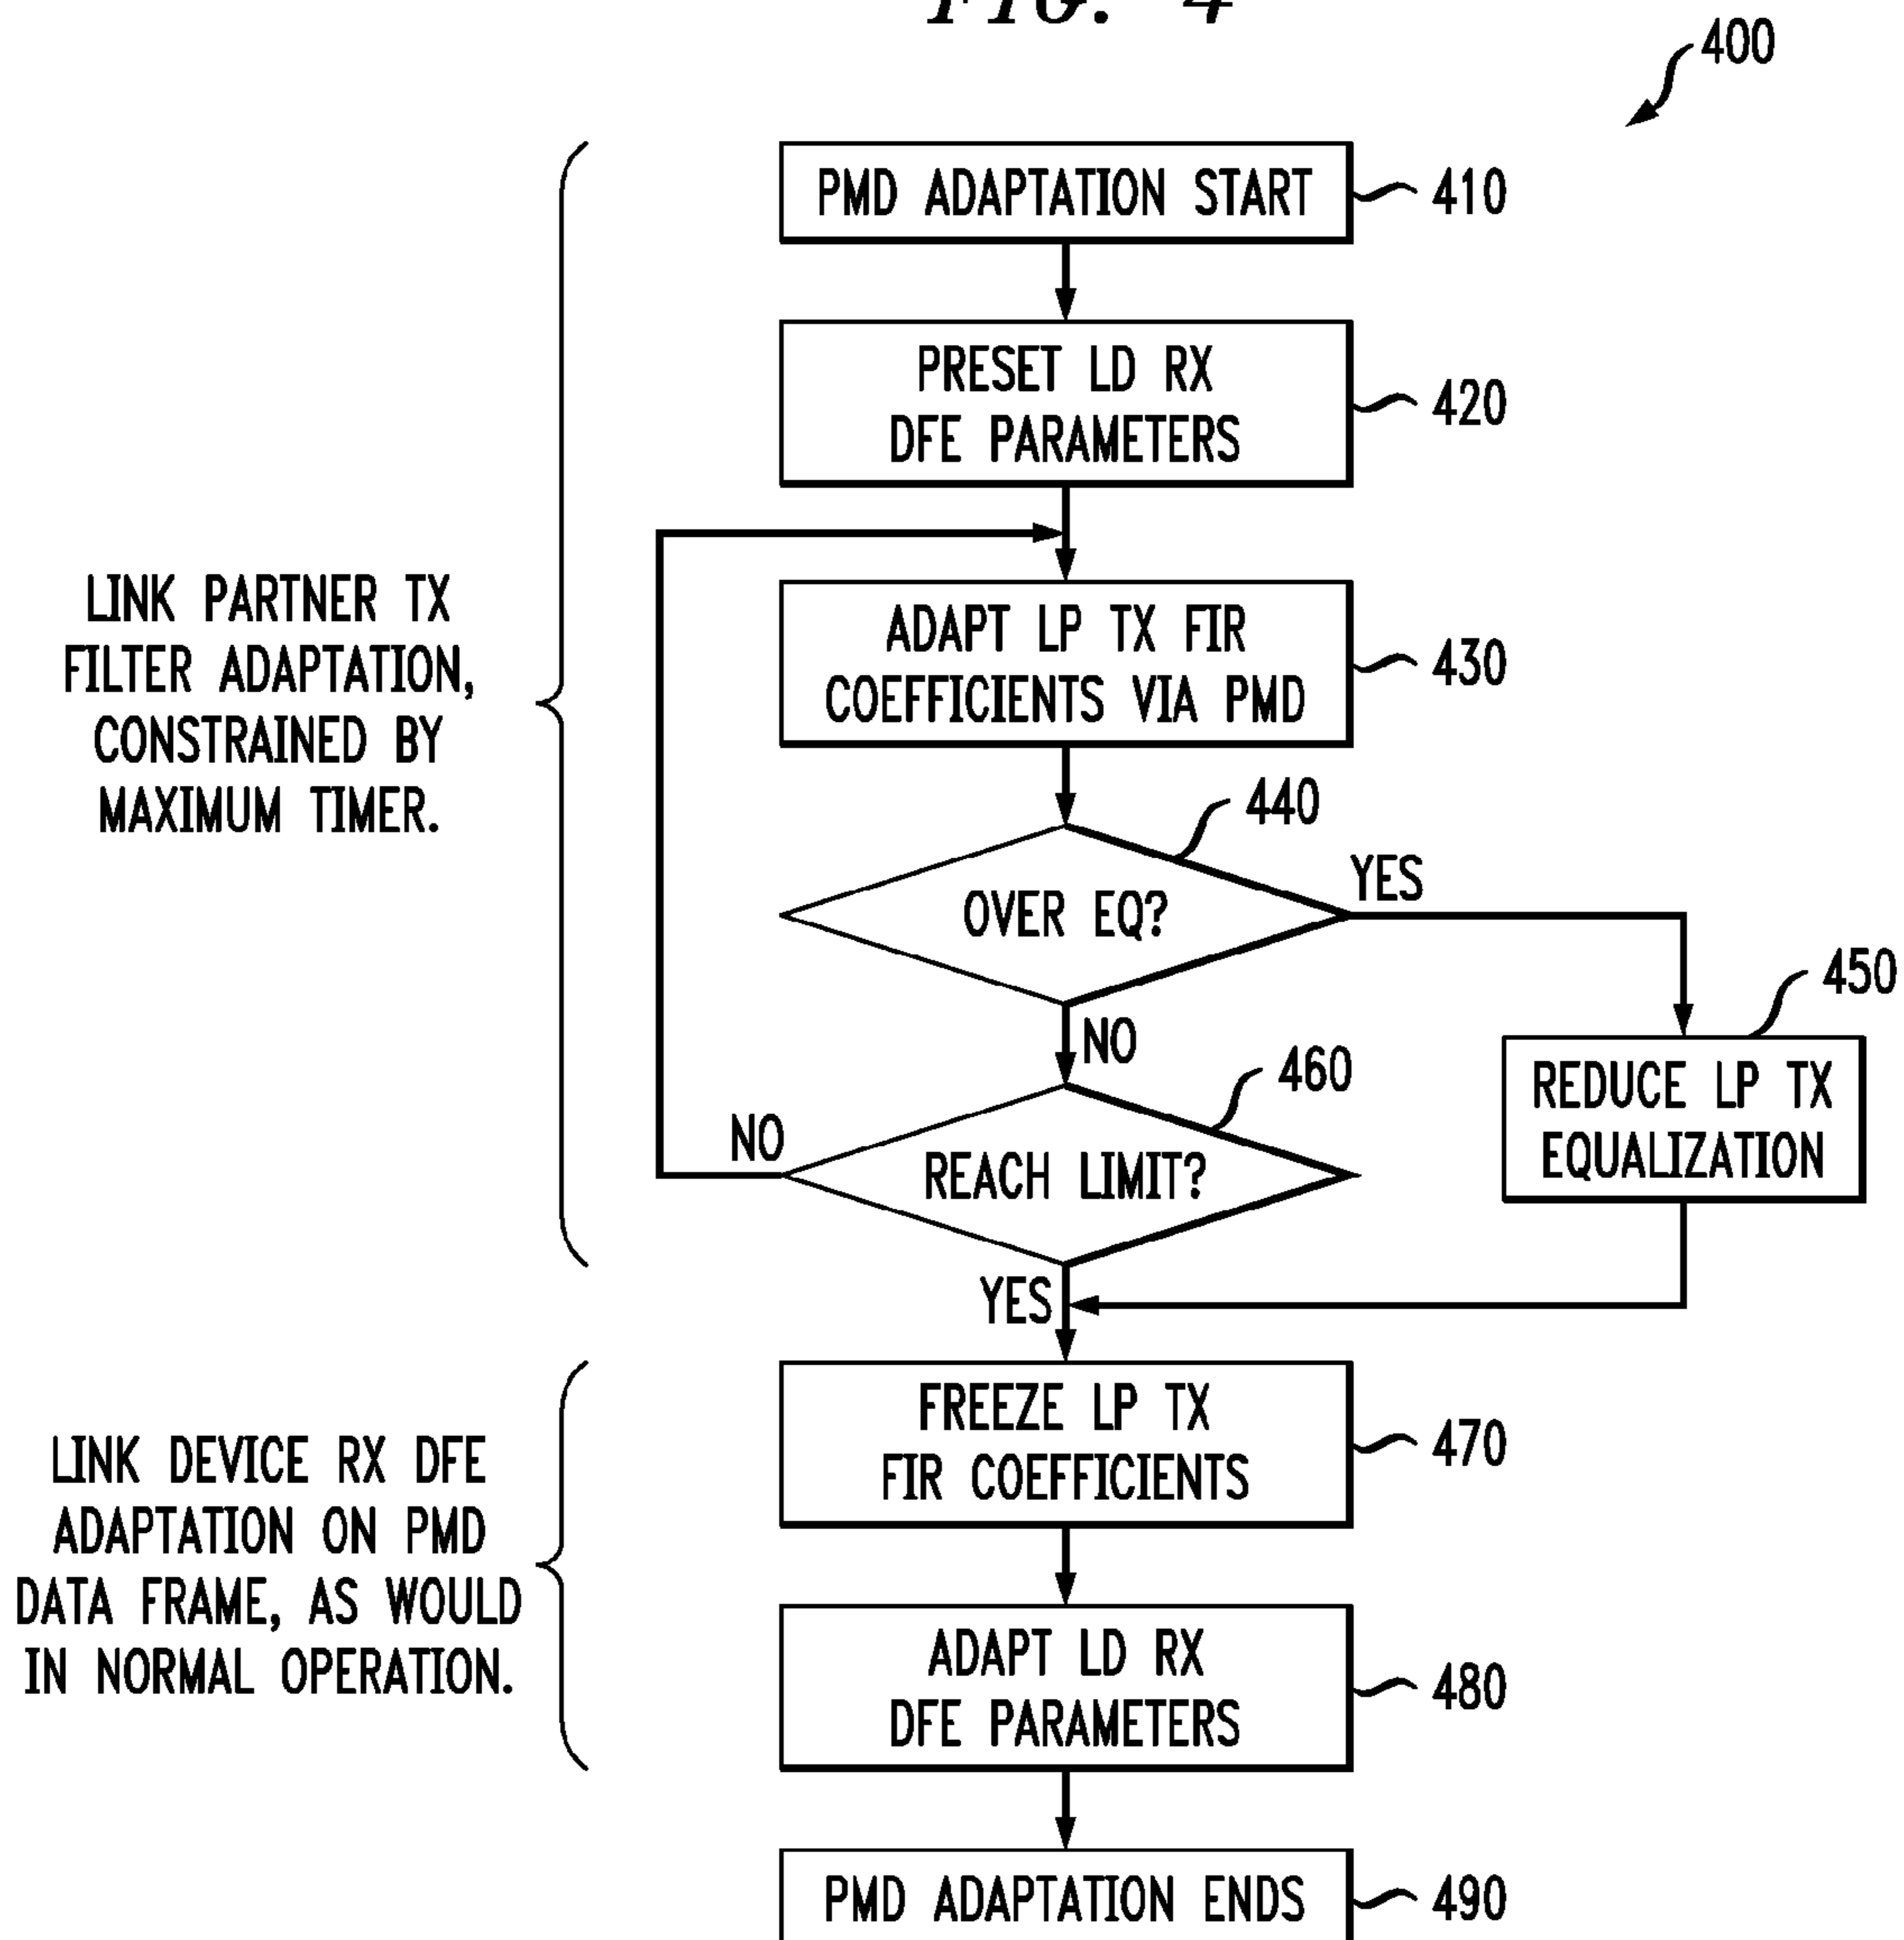 FIG. 4
400
PMD ADAPTATION START
410
PRESET LD RX
DFE PARAMETERS
420
LINK PARTNER TX
FILTER ADAPTATION,
CONSTRAINED BY
MAXIMUM TIMER.
ADAPT LP TX FIR
COEFFICIENTS VIA PMD
430
440
OVER EQ?
YES
NO
450
REDUCE LP TX
EQUALIZATION
460
REACH LIMIT?
NO
YES
LINK DEVICE RX DFE
ADAPTATION ON PMD
DATA FRAME, AS WOULD
IN NORMAL OPERATION.
FREEZE LP TX
FIR COEFFICIENTS
470
ADAPT LD RX
DFE PARAMETERS
480
PMD ADAPTATION ENDS
490